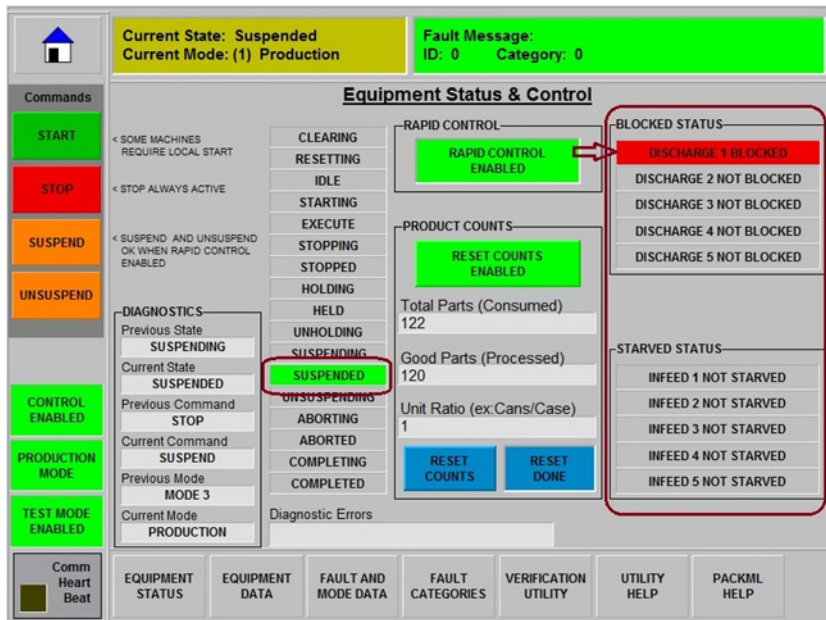 Current State: Suspended
Current Mode: (1) Production
Fault Message:
ID: 0 Category: 0
Equipment Status & Control
Commands
START
STOP
SUSPEND
UNSUSPEND
CONTROL
ENABLED
PRODUCTION
MODE
TEST MODE
ENABLED
Comm
Heart
Beat
< SOME MACHINES
REQUIRE LOCAL START
< STOP ALWAYS ACTIVE
< SUSPEND AND UNSUSPEND
OK WHEN RAPID CONTROL
ENABLED
DIAGNOSTICS
Previous State
SUSPENDING
Current State
SUSPENDED
Previous Command
STOP
Current Command
SUSPEND
Previous Mode
MODE 3
Current Mode
PRODUCTION
CLEARING
RESETTING
IDLE
STARTING
EXECUTE
STOPPING
STOPPED
HOLDING
HELD
UNHOLDING
SUSPENDING
SUSPENDED
UNSUSPENDING
ABORTING
ABORTED
COMPLETING
COMPLETED
Diagnostic Errors
RAPID CONTROL
RAPID CONTROL
ENABLED
PRODUCT COUNTS
RESET COUNTS
ENABLED
Total Parts (Consumed)
122
Good Parts (Processed)
120
Unit Ratio (ex:Cans/Case)
1
RESET
COUNTS
RESET
DONE
BLOCKED STATUS
DISCHARGE 1 BLOCKED
DISCHARGE 2 NOT BLOCKED
DISCHARGE 3 NOT BLOCKED
DISCHARGE 4 NOT BLOCKED
DISCHARGE 5 NOT BLOCKED
STARVED STATUS
INFEED 1 NOT STARVED
INFEED 2 NOT STARVED
INFEED 3 NOT STARVED
INFEED 4 NOT STARVED
INFEED 5 NOT STARVED
EQUIPMENT
STATUS
EQUIPMENT
DATA
FAULT AND
MODE DATA
FAULT
CATEGORIES
VERIFICATION
UTILITY
UTILITY
HELP
PACKML
HELP